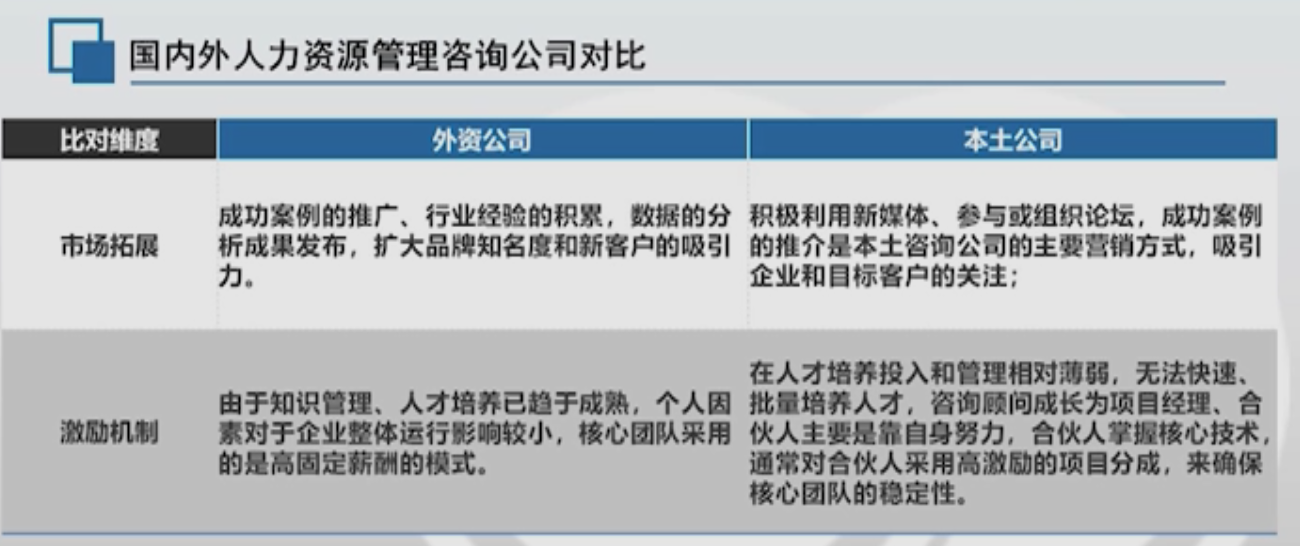 国内外人力资源管理咨询公司对比
比对维度
外资公司
本土公司
市场拓展
成功案例的推广、行业经验的积累，数据的分
析成果发布，扩大品牌知名度和新客户的吸引
力。
积极利用新媒体、参与或组织论坛，成功案例
的推介是本土咨询公司的主要营销方式，吸引
企业和目标客户的关注；
激励机制
由于知识管理、人才培养已趋于成熟，个人因
素对于企业整体运行影响较小，核心团队采用
的是高固定薪酬的模式。
在人才培养投入和管理相对薄弱，无法快速、
批量培养人才，咨询顾问成长为项目经理、合
伙人主要是靠自身努力，合伙人掌握核心技术，
通常对合伙人采用高激励的项目分成，来确保
核心团队的稳定性。